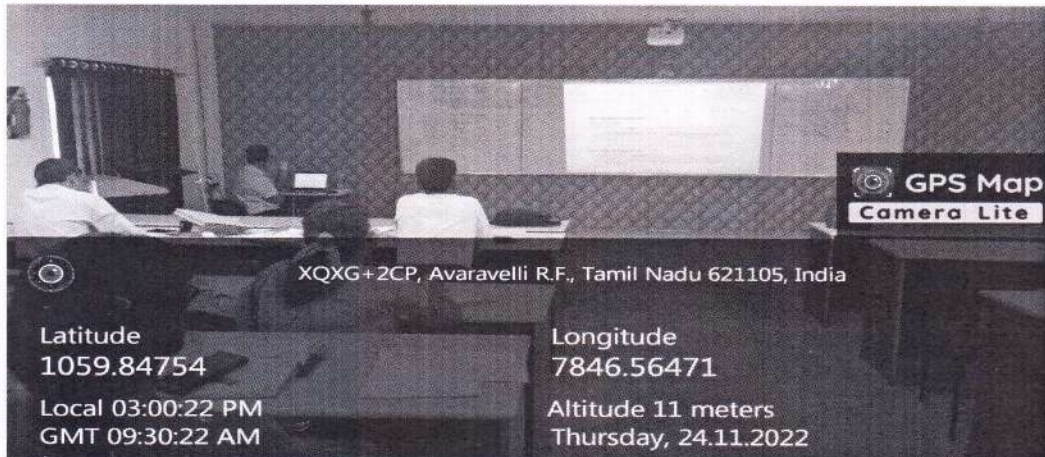 GPS Map
Camera Lite
XQXG+2CP, Avaravelli R.F., Tamil Nadu 621105, India
Latitude
1059.84754
Longitude
7846.56471
Local 03:00:22 PM
GMT 09:30:22 AM
Altitude 11 meters
Thursday, 24.11.2022